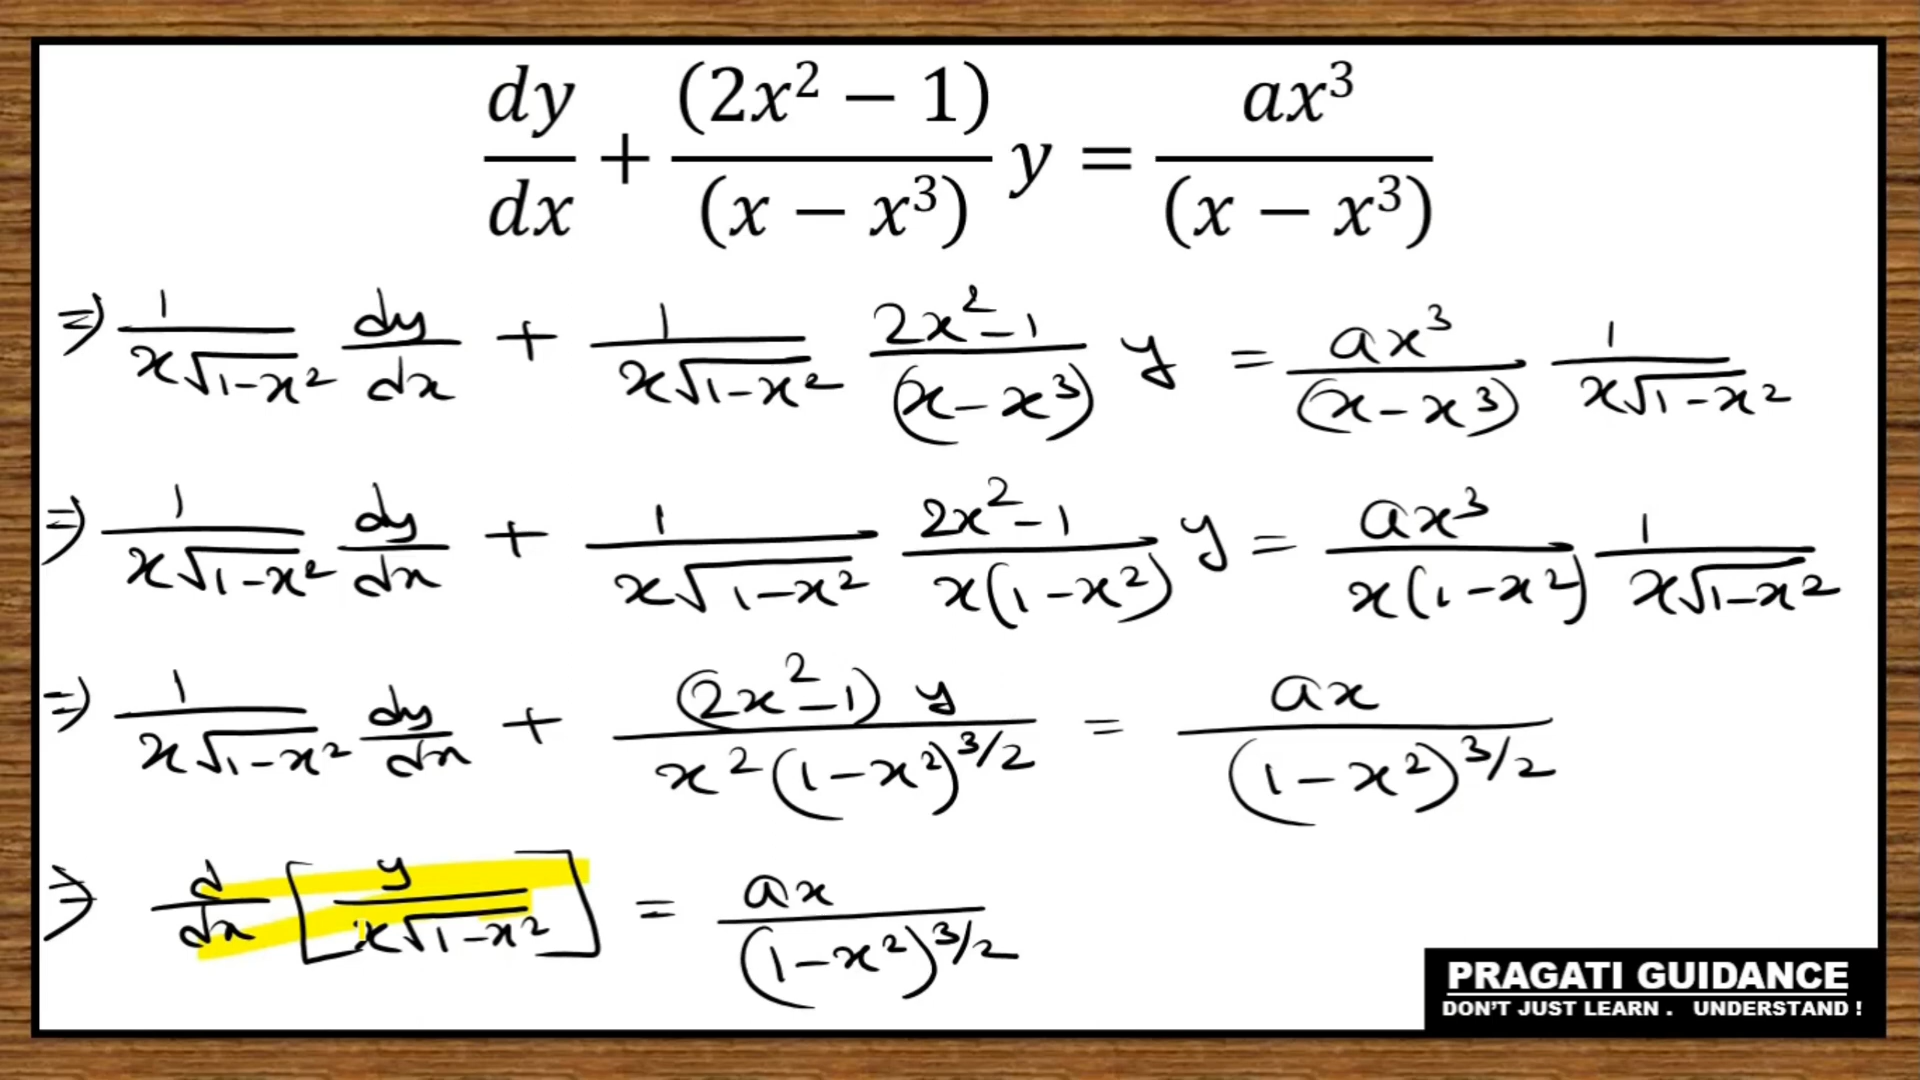 dy/dx + (2x² − 1)/(x − x³) y = ax³/(x − x³)
⇒ 1/(x√(1-x²)) dy/dx + 1/(x√(1-x²)) (2x²-1)/(x-x³) y = ax³/(x-x³) 1/(x√(1-x²))
⇒ 1/(x√(1-x²)) dy/dx + 1/(x√(1-x²)) (2x²-1)/(x(1-x²)) y = ax³/(x(1-x²)) 1/(x√(1-x²))
⇒ 1/(x√(1-x²)) dy/dx + (2x²-1) y/(x²(1-x²)^(3/2)) = ax/(1-x²)^(3/2)
⇒ d/dx [y/(x√(1-x²))] = ax/(1-x²)^(3/2)
PRAGATI GUIDANCE
DON'T JUST LEARN . UNDERSTAND !